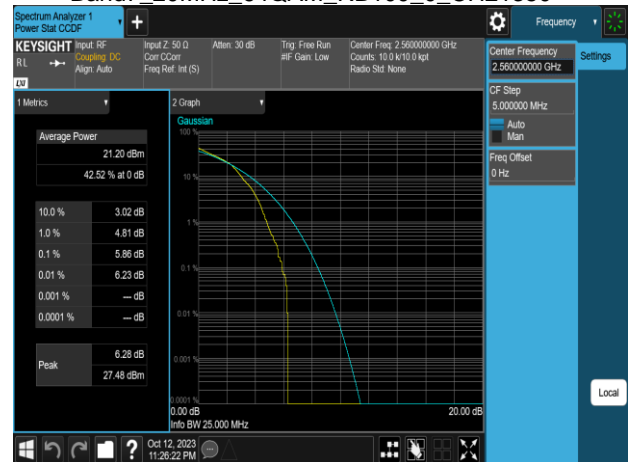 Spectrum Analyzer 1
Power Stat CCDF
Frequency
KEYSIGHT
Input: RF
Coupling: DC
Align: Auto
Input Z: 50 Ω
Corr CCorr
Freq Ref: Int (S)
Atten: 30 dB
Trig: Free Run
#IF Gain: Low
Center Freq: 2.560000000 GHz
Counts: 10.0 k/10.0 kpt
Radio Std: None
RL
LXI
Center Frequency
2.560000000 GHz
Settings
CF Step
5.000000 MHz
Auto
Man
Freq Offset
0 Hz
1 Metrics
Average Power
21.20 dBm
42.52 % at 0 dB
10.0 % 3.02 dB
1.0 % 4.81 dB
0.1 % 5.86 dB
0.01 % 6.23 dB
0.001 % --- dB
0.0001 % --- dB
Peak
6.28 dB
27.48 dBm
2 Graph
Gaussian
100 %
10 %
1 %
0.1 %
0.01 %
0.001 %
0.0001 %
0.00 dB 20.00 dB
Info BW 25.000 MHz
Local
Oct 12, 2023
11:26:22 PM